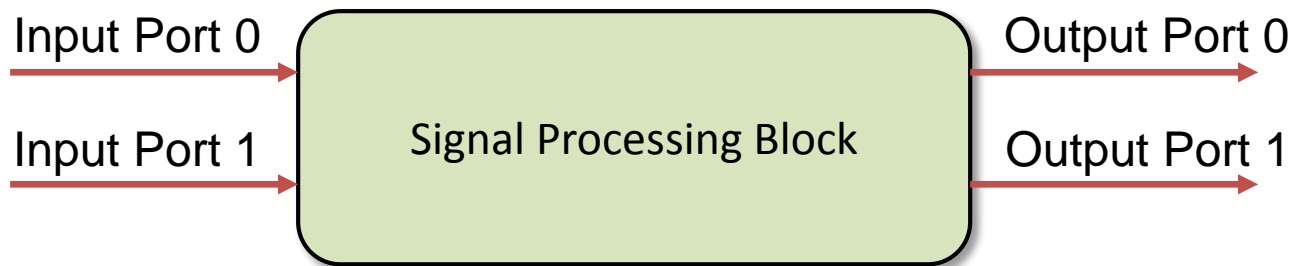 Input Port 0
Output Port 0
Signal Processing Block
Input Port 1
Output Port 1